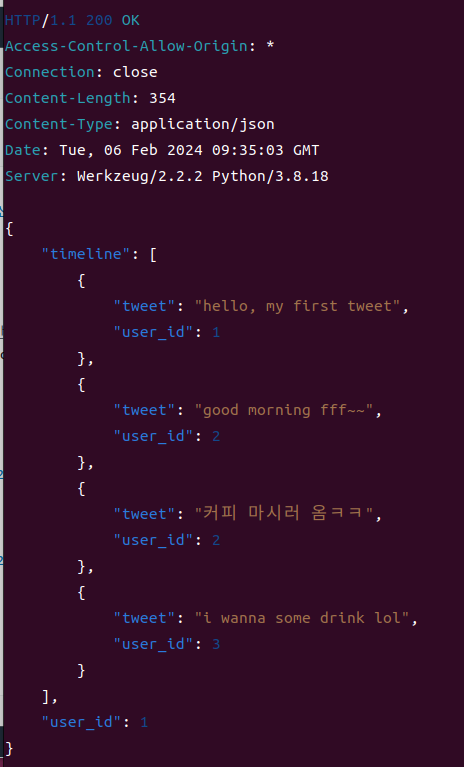 HTTP/1.1 200 OK
Access-Control-Allow-Origin: *
Connection: close
Content-Length: 354
Content-Type: application/json
Date: Tue, 06 Feb 2024 09:35:03 GMT
Server: Werkzeug/2.2.2 Python/3.8.18

{
    "timeline": [
        {
            "tweet": "hello, my first tweet",
            "user_id": 1
        },
        {
            "tweet": "good morning fff~~",
            "user_id": 2
        },
        {
            "tweet": "커피 마시러 옴ㅋㅋ",
            "user_id": 2
        },
        {
            "tweet": "i wanna some drink lol",
            "user_id": 3
        }
    ],
    "user_id": 1
}